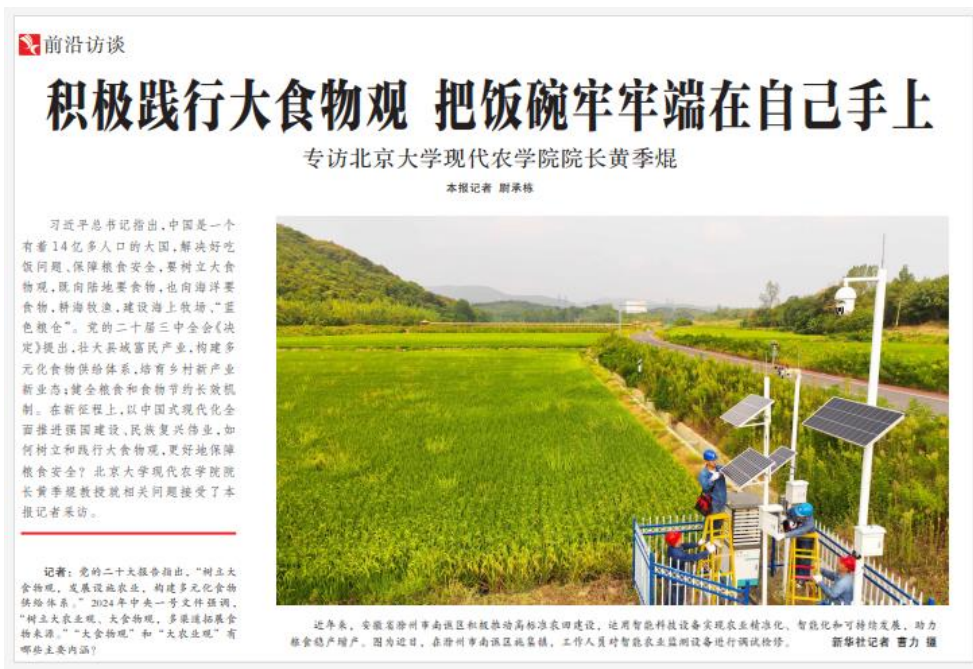 前沿访谈
积极践行大食物观 把饭碗牢牢端在自己手上
专访北京大学现代农学院院长黄季焜
本报记者 尉承栋
习近平总书记指出,中国是一个
有着14亿多人口的大国,解决好吃
饭问题、保障粮食安全,要树立大食
物观,既向陆地要食物,也向海洋要
食物,耕海牧渔,建设海上牧场、“蓝
色粮仓”。党的二十届三中全会《决
定》提出,壮大县域富民产业,构建多
元化食物供给体系,培育乡村新产业
新业态;健全粮食和食物节约长效机
制。在新征程上,以中国式现代化全
面推进强国建设、民族复兴伟业,如
何树立和践行大食物观,更好地保障
粮食安全?北京大学现代农学院院
长黄季焜教授就相关问题接受了本
报记者采访。
记者:党的二十大报告指出,“树立大
食物观,发展设施农业,构建多元化食物
供给体系。”2024年中央一号文件强调,
“树立大农业观、大食物观,多渠道拓展食
物来源。”“大食物观”和“大农业观”有
哪些主要内涵?
近年来,安徽省滁州市南谯区积极推动高标准农田建设,运用智能科技设备实现农业精准化、智能化和可持续发展,助力
粮食稳产增产。图为近日,在滁州市南谯区施集镇,工作人员对智能农业监测设备进行调试检修。 新华社记者 曹力 摄